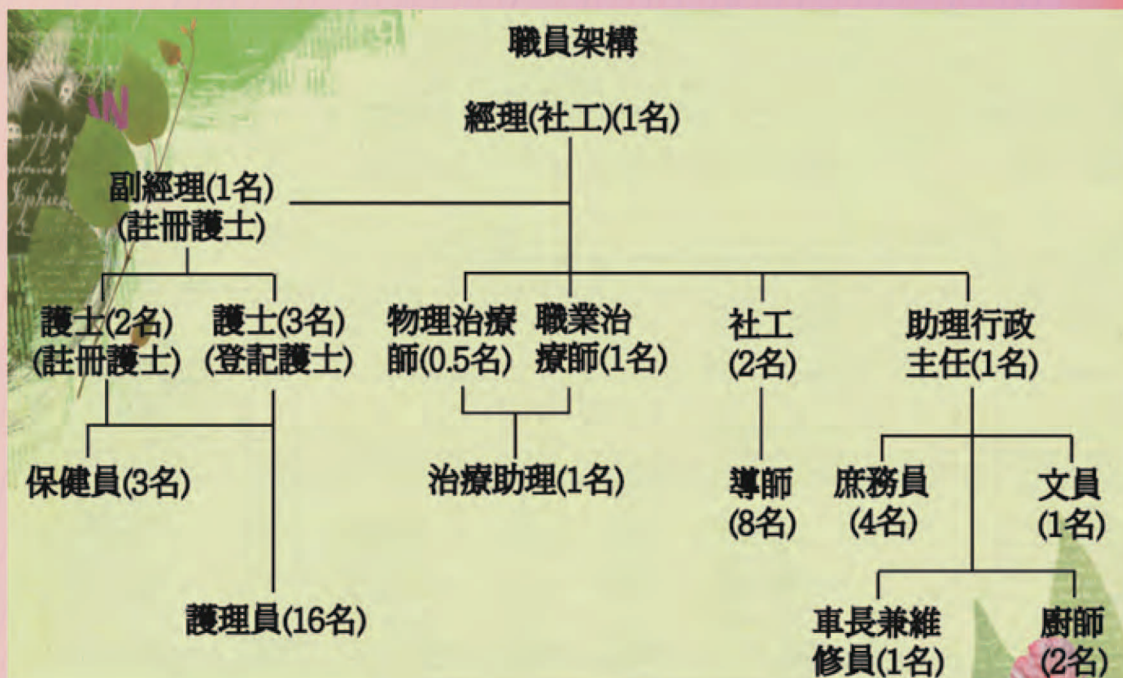 職員架構
經理(社工)(1名)
副經理(1名)
(註冊護士)
護士(2名)
(註冊護士)
護士(3名)
(登記護士)
物理治療
師(0.5名)
職業治
療師(1名)
社工
(2名)
助理行政
主任(1名)
保健員(3名)
治療助理(1名)
導師
(8名)
庶務員
(4名)
文員
(1名)
護理員(16名)
車長兼維
修員(1名)
廚師
(2名)